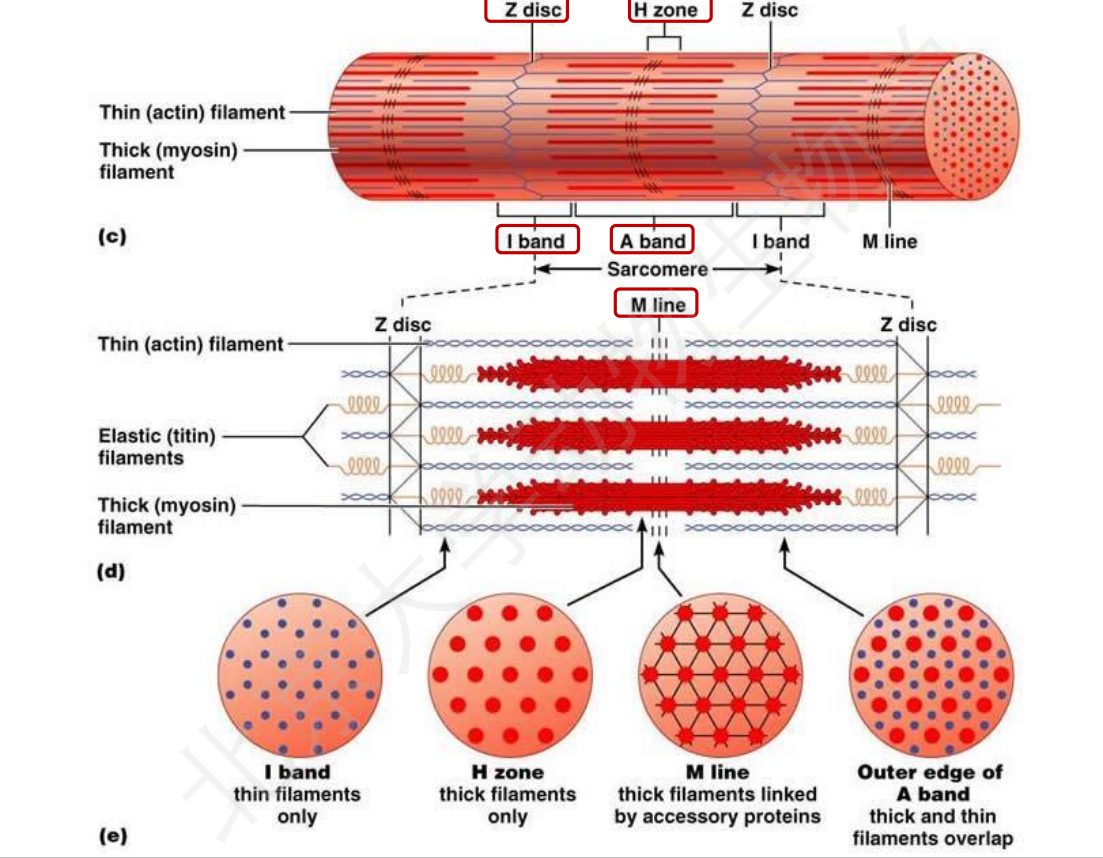 Z disc
H zone
Z disc
Thin (actin) filament
Thick (myosin)
filament
(c)
I band
A band
I band
M line
Sarcomere
M line
Z disc
Z disc
Thin (actin) filament
Elastic (titin)
filaments
Thick (myosin)
filament
(d)
I band
thin filaments
only
H zone
thick filaments
only
M line
thick filaments linked
by accessory proteins
Outer edge of
A band
thick and thin
filaments overlap
(e)